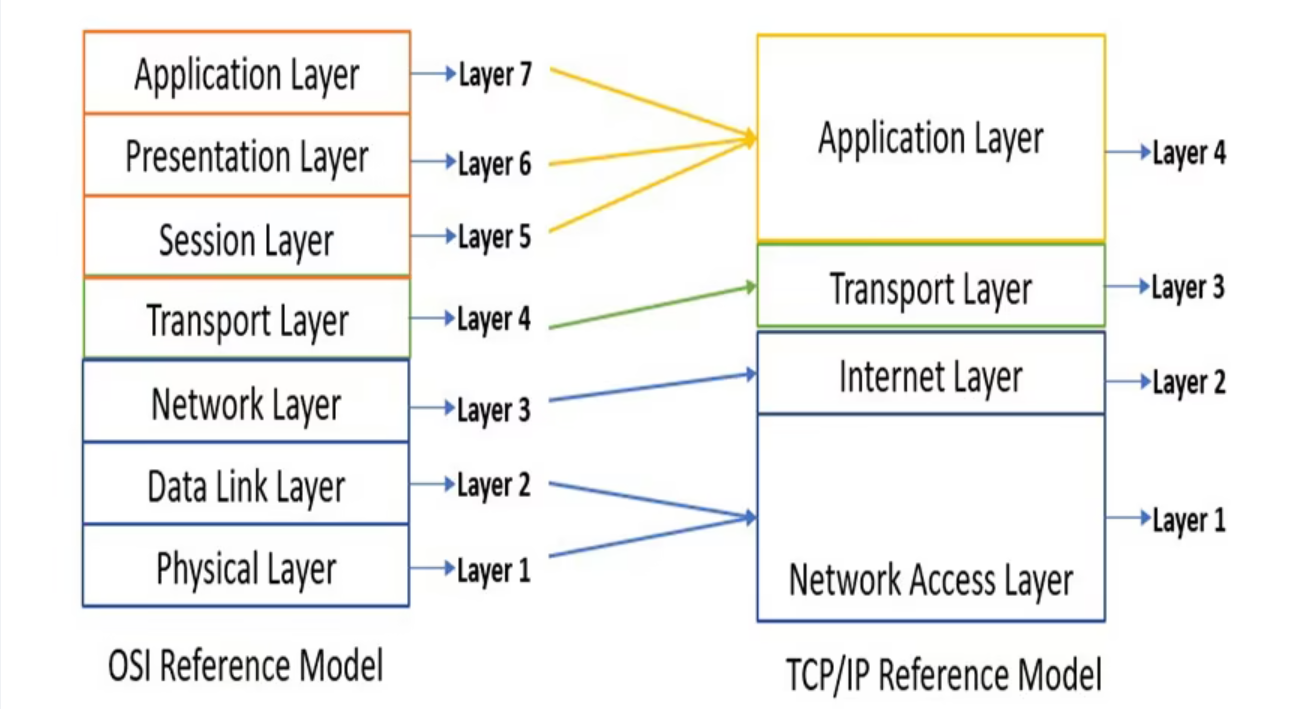 Application Layer
Layer 7
Presentation Layer
Layer 6
Session Layer
Layer 5
Transport Layer
Layer 4
Network Layer
Layer 3
Data Link Layer
Layer 2
Physical Layer
Layer 1
OSI Reference Model
Application Layer
Layer 4
Transport Layer
Layer 3
Internet Layer
Layer 2
Network Access Layer
Layer 1
TCP/IP Reference Model